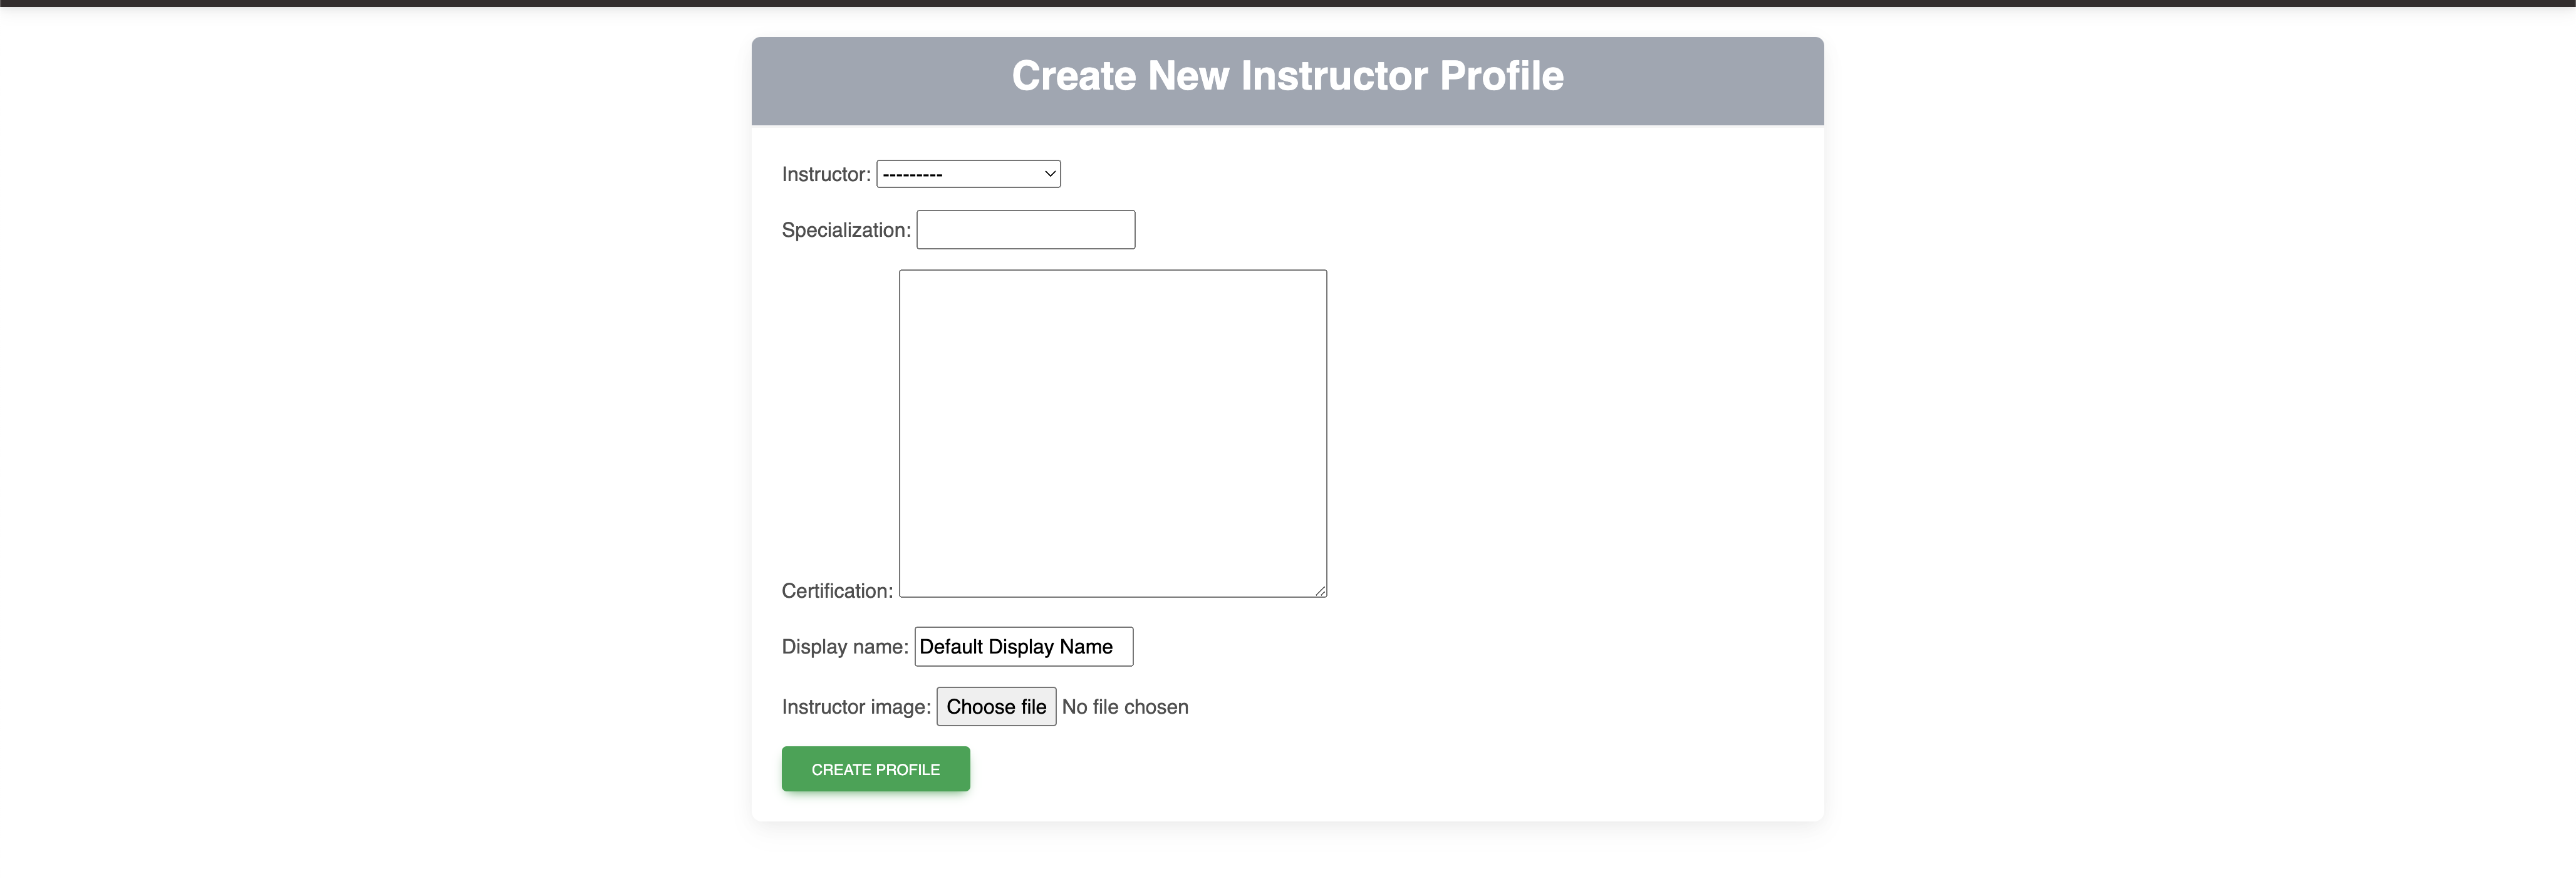 Create New Instructor Profile
Instructor: ---------
Specialization:
Certification:
Display name: Default Display Name
Instructor image: Choose file No file chosen
CREATE PROFILE